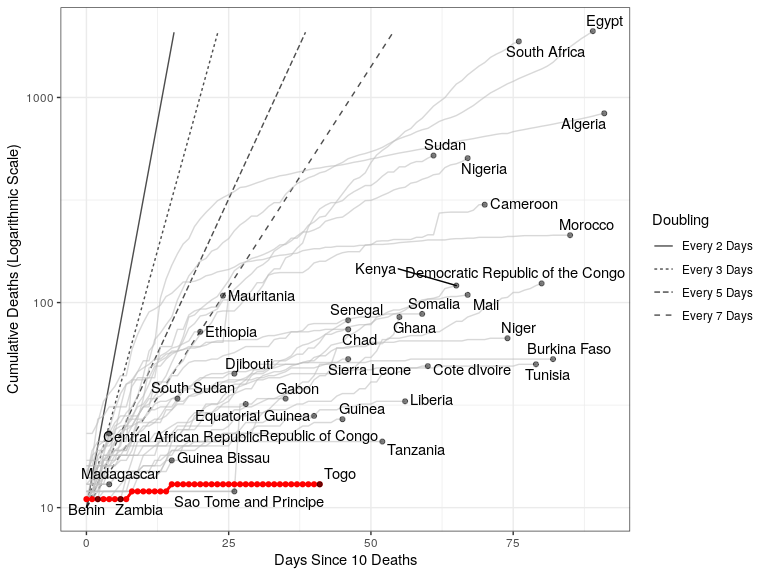 Egypt
South Africa
1000
Algeria
Sudan
Nigeria
Cameroon
Morocco
Kenya
Democratic Republic of the Congo
Mauritania
100
Somalia
Mali
Senegal
Ghana
Ethiopia
Chad
Niger
Burkina Faso
Djibouti
Sierra Leone
Cote dIvoire
Tunisia
South Sudan
Gabon
Liberia
Equatorial Guinea
Guinea
Central African Republic
Republic of Congo
Tanzania
Guinea Bissau
Madagascar
Togo
Sao Tome and Principe
Benin
Zambia
10
0
25
50
75
Days Since 10 Deaths
Cumulative Deaths (Logarithmic Scale)
Doubling
Every 2 Days
Every 3 Days
Every 5 Days
Every 7 Days